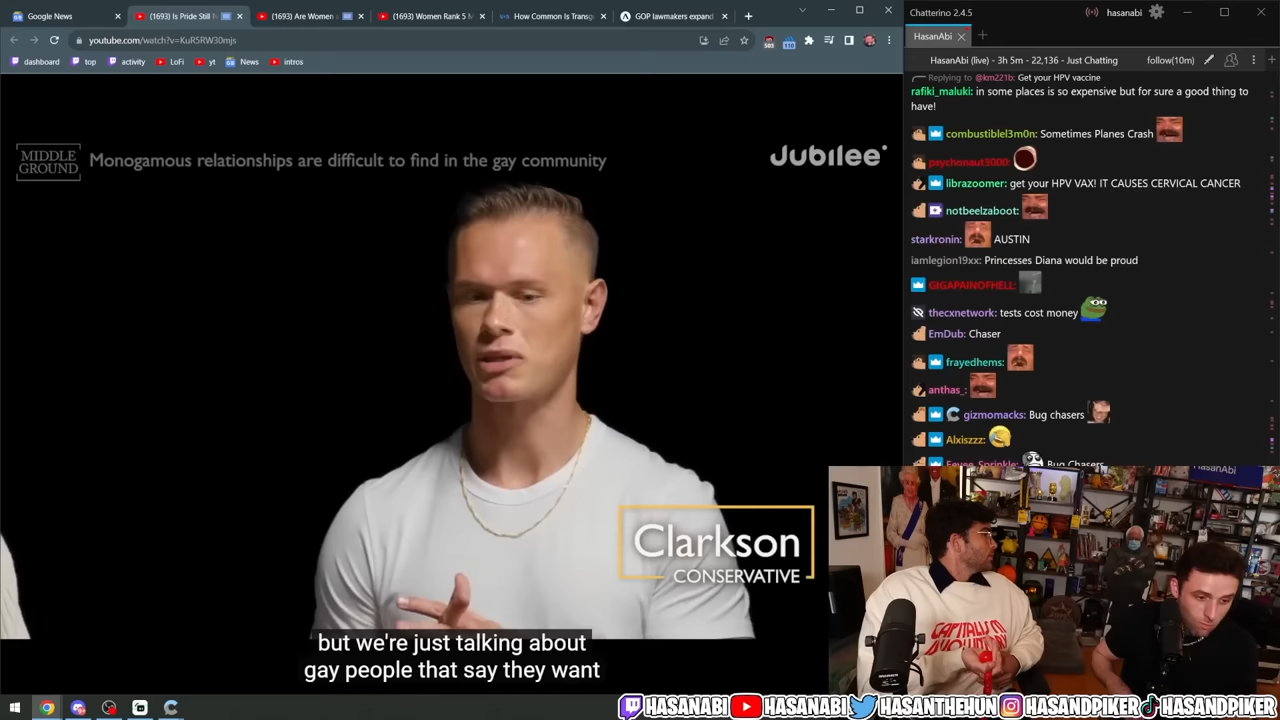 Google News
(1693) Is Pride Still
(1693) Are Women
(1693) Women Rank 5 M
How Common Is Transg
GOP lawmakers expand
youtube.com/watch?v=KuR5RW30mjs
503
110
dashboard
top
activity
LoFi
yt
News
intros
MIDDLE
GROUND
Monogamous relationships are difficult to find in the gay community
Jubilee
Clarkson
CONSERVATIVE
but we're just talking about
gay people that say they want
Chatterino 2.4.5
hasanabi
HasanAbi
HasanAbi (live) - 3h 5m - 22,136 - Just Chatting
follow(10m)
Replying to @km221b: Get your HPV vaccine
rafiki_maluki: in some places is so expensive but for sure a good thing to
have!
combustiblel3m0n: Sometimes Planes Crash
psychonaut3000:
librazoomer: get your HPV VAX! IT CAUSES CERVICAL CANCER
notbeelzaboot:
starkronin: AUSTIN
iamlegion19xx: Princesses Diana would be proud
GIGAPAINOFHELL:
thecxnetwork: tests cost money
EmDub: Chaser
frayedhems:
anthas_:
gizmomacks: Bug chasers
Alxiszzz:
Eevee_Sprinkle: Bug Chasers
HasanAbi
HASANABI
HASANABI
HASANTHEHUN
HASANDPIKER
HASANDPIKER